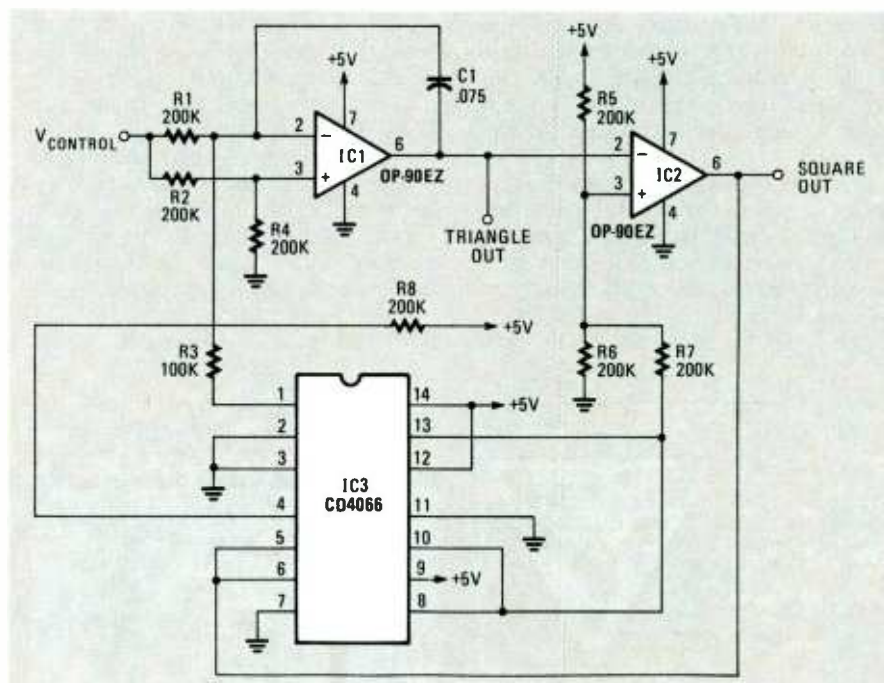 +5V
C1
.075
+5V
R1
200K
2
7
VCONTROL
−
IC1
6
3
+
OP-90EZ
4
R2
200K
R4
200K
TRIANGLE
OUT
+5V
R5
200K
+5V
2
7
−
IC2
6
3
+
OP-90EZ
4
SQUARE
OUT
R8
200K
+5V
R3
100K
R6
200K
R7
200K
1
14
+5V
2
13
3
12
IC3
CD4066
4
11
5
10
6
9
+5V
7
8